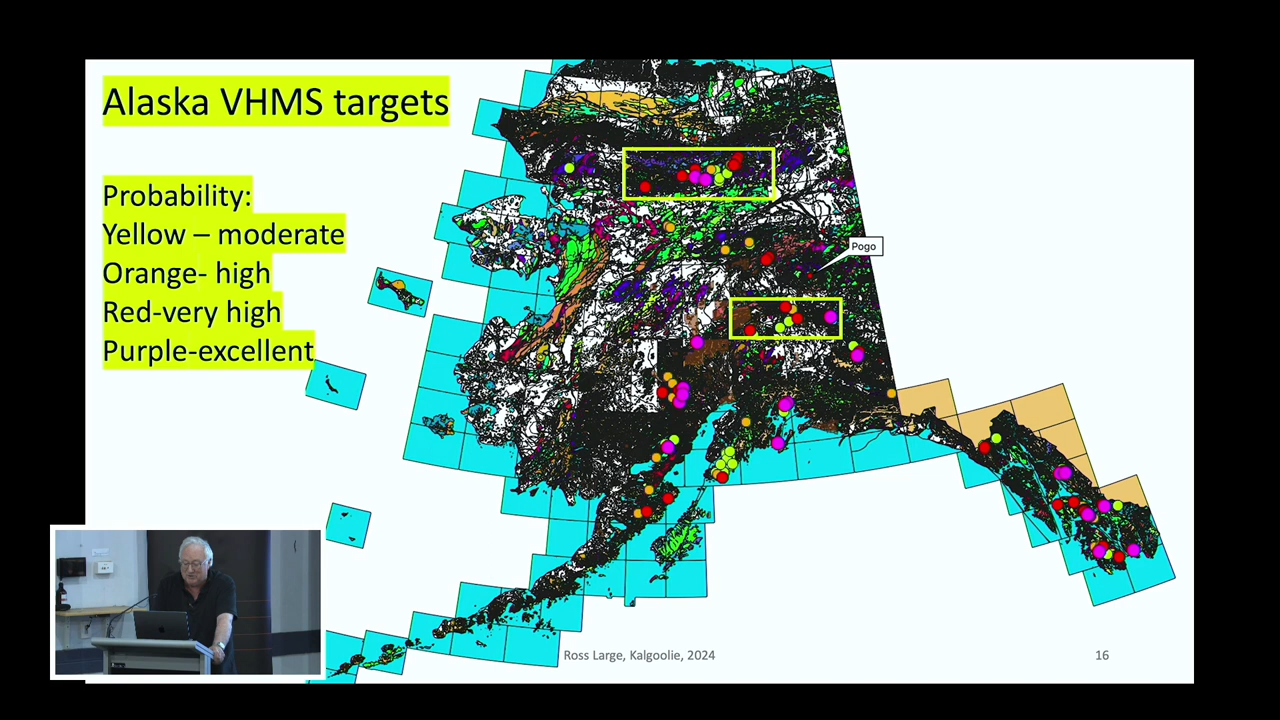 Alaska VHMS targets
Probability:
Yellow – moderate
Orange- high
Red-very high
Purple-excellent
Pogo
Ross Large, Kalgoolie, 2024
16